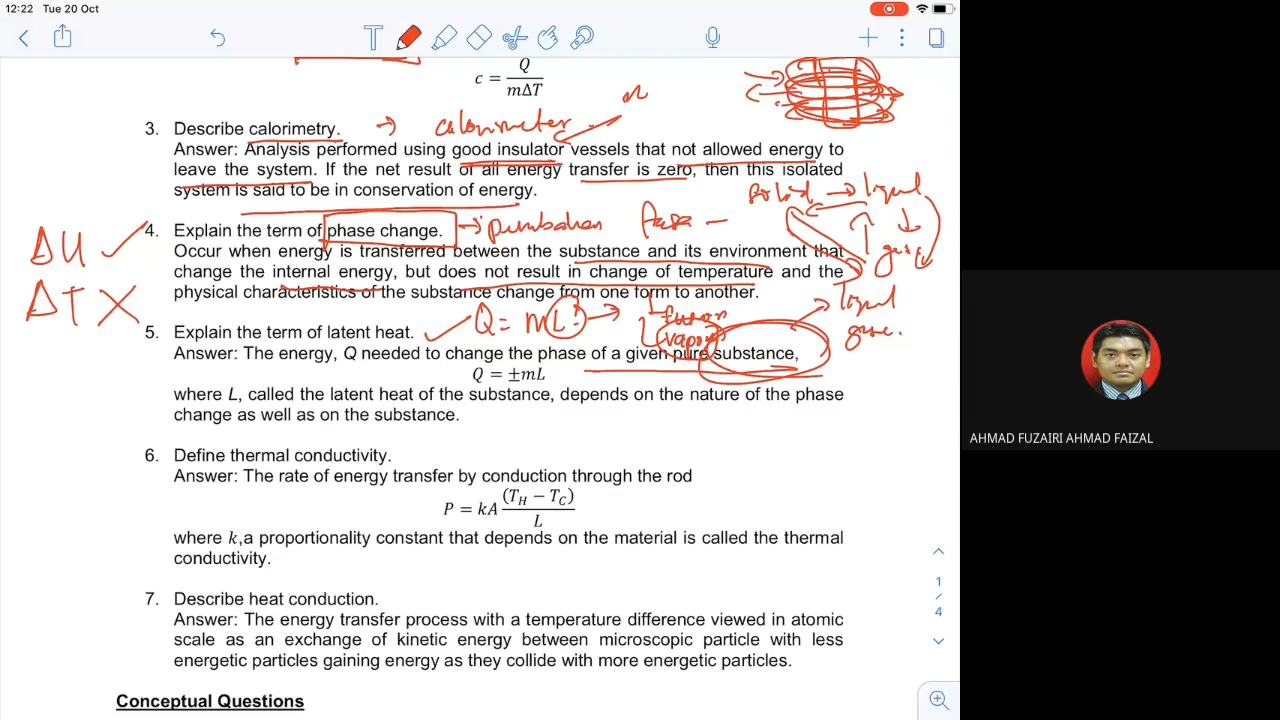 12:22 Tue 20 Oct
c = Q / mΔT
3. Describe calorimetry. → calorimeter
Answer: Analysis performed using good insulator vessels that not allowed energy to
leave the system. If the net result of all energy transfer is zero, then this isolated
system is said to be in conservation of energy.
solid → liquid
gas
4. Explain the term of phase change. → perubahan fasa
ΔU ✓
Occur when energy is transferred between the substance and its environment that
change the internal energy, but does not result in change of temperature and the
physical characteristics of the substance change from one form to another.
ΔT X
liquid
5. Explain the term of latent heat. Q = mL
fusion
vapor
Answer: The energy, Q needed to change the phase of a given pure substance,
Q = ±mL
where L, called the latent heat of the substance, depends on the nature of the phase
change as well as on the substance.
AHMAD FUZAIRI AHMAD FAIZAL
6. Define thermal conductivity.
Answer: The rate of energy transfer by conduction through the rod
P = kA (T_H − T_C) / L
where k,a proportionality constant that depends on the material is called the thermal
conductivity.
1
/
4
7. Describe heat conduction.
Answer: The energy transfer process with a temperature difference viewed in atomic
scale as an exchange of kinetic energy between microscopic particle with less
energetic particles gaining energy as they collide with more energetic particles.
Conceptual Questions